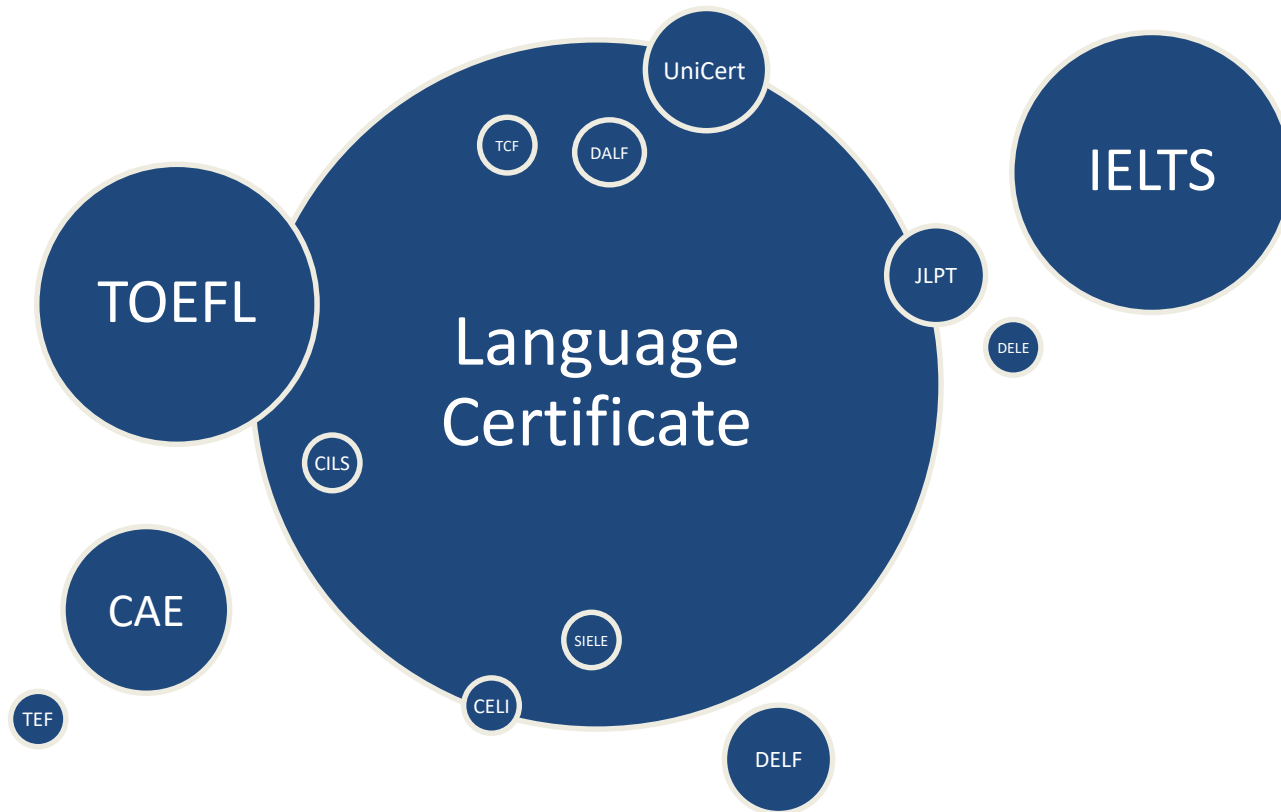 UniCert
TCF
DALF
IELTS
JLPT
TOEFL
DELE
Language
Certificate
CILS
CAE
SIELE
CELI
TEF
DELF